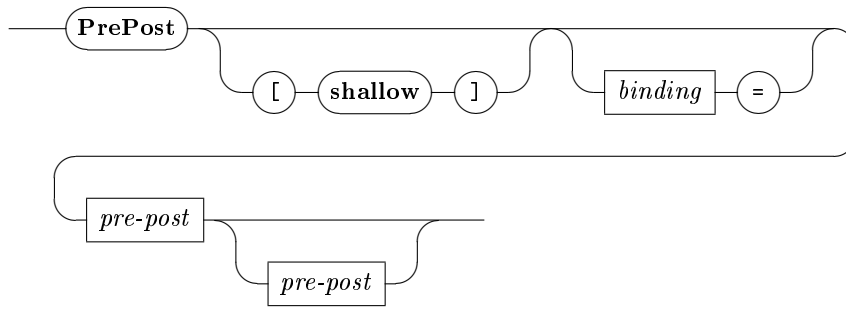 PrePost
[ shallow ] binding =
pre-post
pre-post